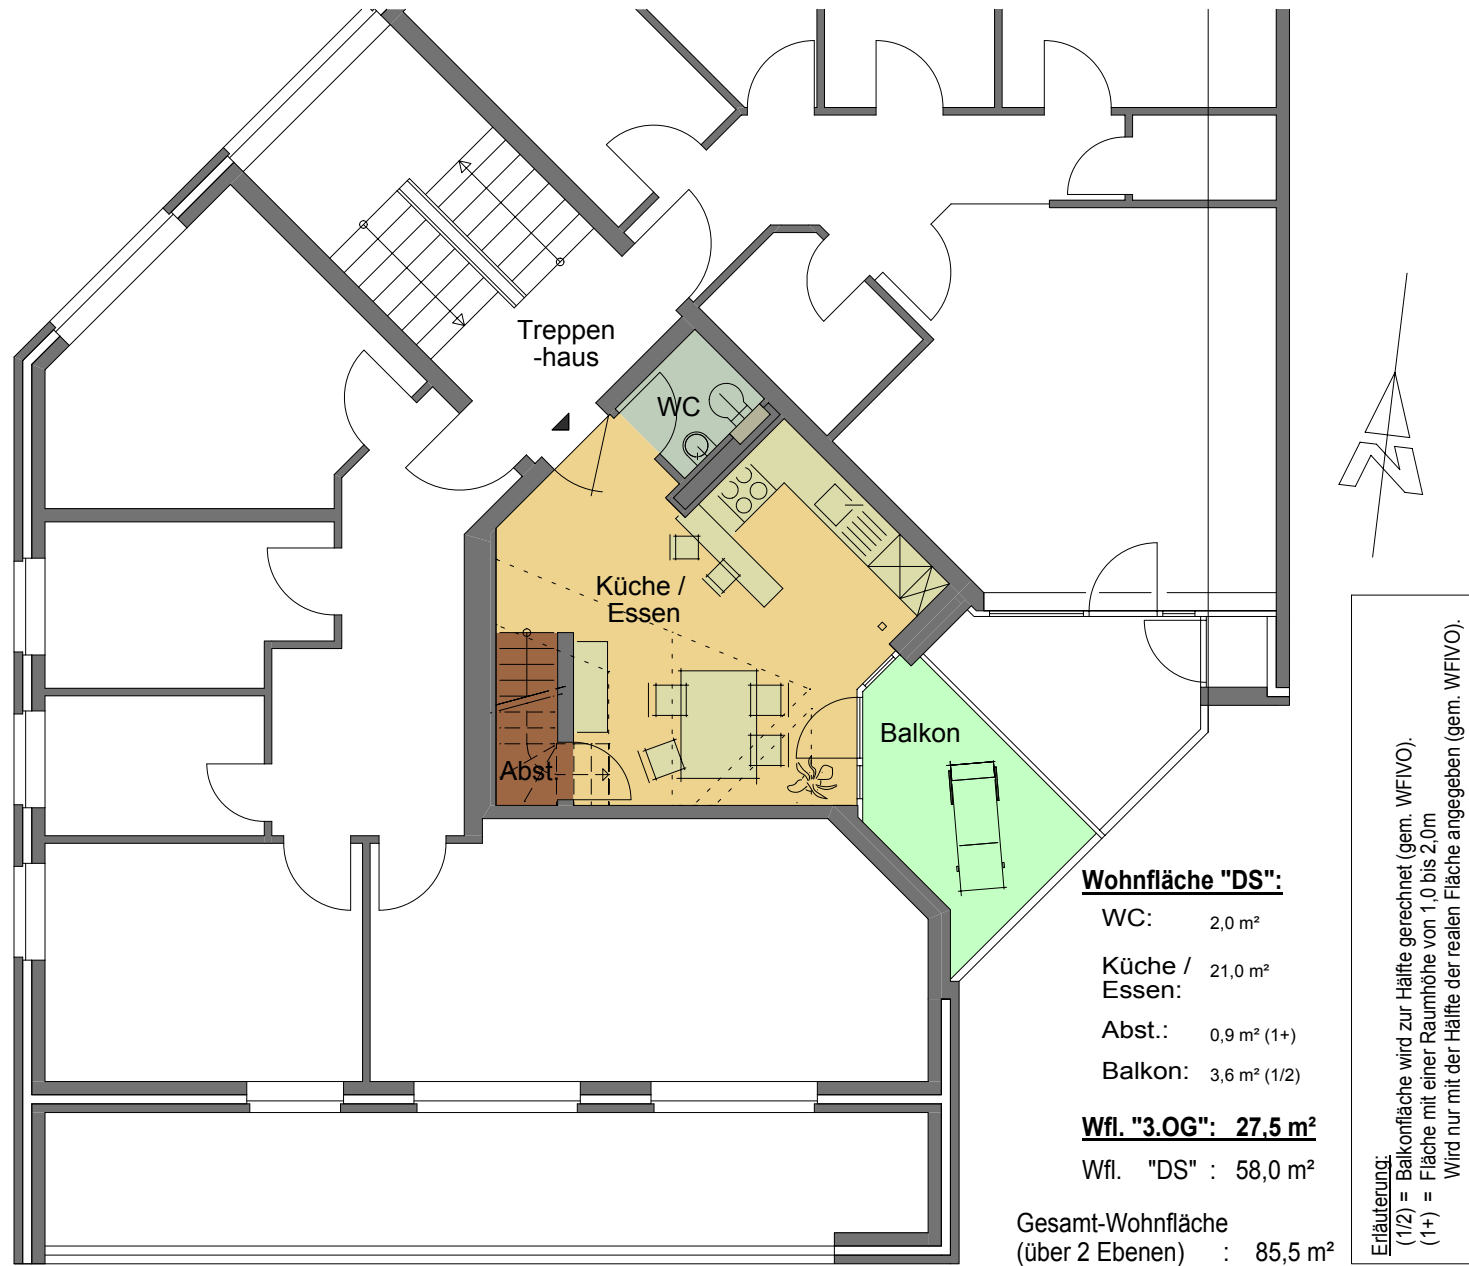 Treppen
-haus
WC
Küche /
Essen
Abst.
Balkon
Wohnfläche "DS":
WC: 2,0 m²
Küche / 21,0 m²
Essen:
Abst.: 0,9 m² (1+)
Balkon: 3,6 m² (1/2)
Wfl. "3.OG": 27,5 m²
Wfl. "DS" : 58,0 m²
Gesamt-Wohnfläche
(über 2 Ebenen) : 85,5 m²
Erläuterung:
(1/2) = Balkonfläche wird zur Hälfte gerechnet (gem. WFIVO).
(1+) = Fläche mit einer Raumhöhe von 1,0 bis 2,0m
Wird nur mit der Hälfte der realen Fläche angegeben (gem. WFIVO).
N